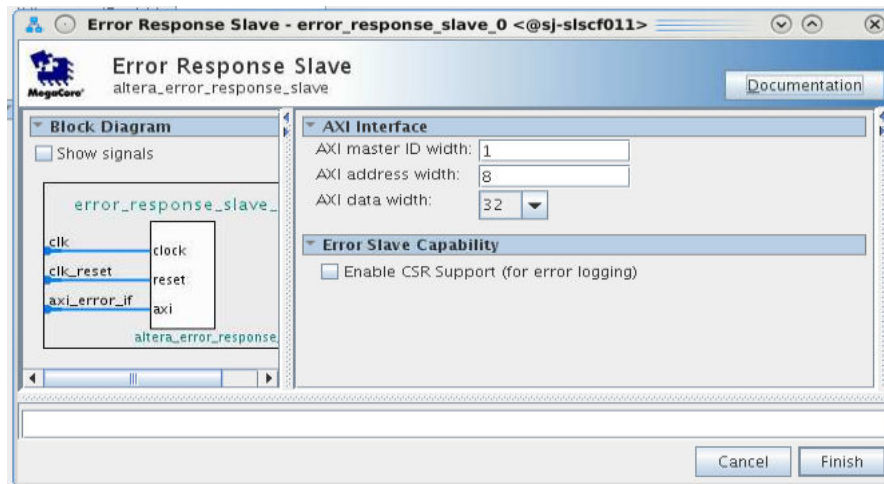 Error Response Slave - error_response_slave_0 <@sj-slscf011>
Error Response Slave
altera_error_response_slave
MegaCore'
Documentation
Block Diagram
Show signals
error_response_slave_
clk
clock
clk_reset
reset
axi_error_if
axi
altera_error_response_
AXI Interface
AXI master ID width: 1
AXI address width: 8
AXI data width: 32
Error Slave Capability
Enable CSR Support (for error logging)
Cancel
Finish